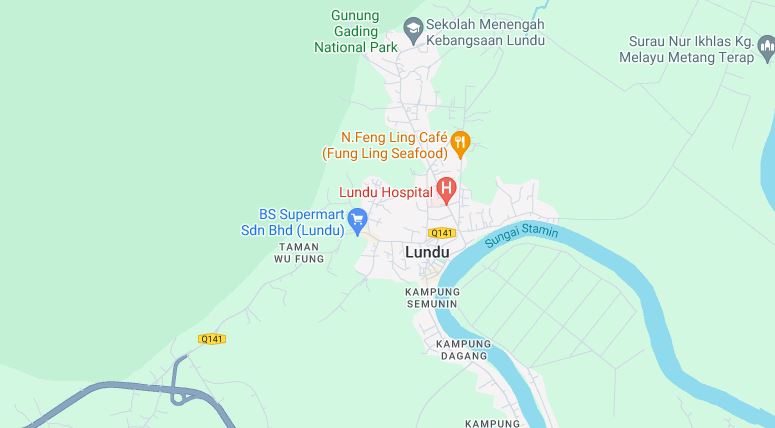 Gunung
Gading
National Park
Sekolah Menengah
Kebangsaan Lundu
Surau Nur Ikhlas Kg.
Melayu Metang Terap
N.Feng Ling Café
(Fung Ling Seafood)
Lundu Hospital
H
BS Supermart
Sdn Bhd (Lundu)
Q141
Sungai Stamin
TAMAN
WU FUNG
Lundu
KAMPUNG
SEMUNIN
Q141
KAMPUNG
DAGANG
KAMPUNG